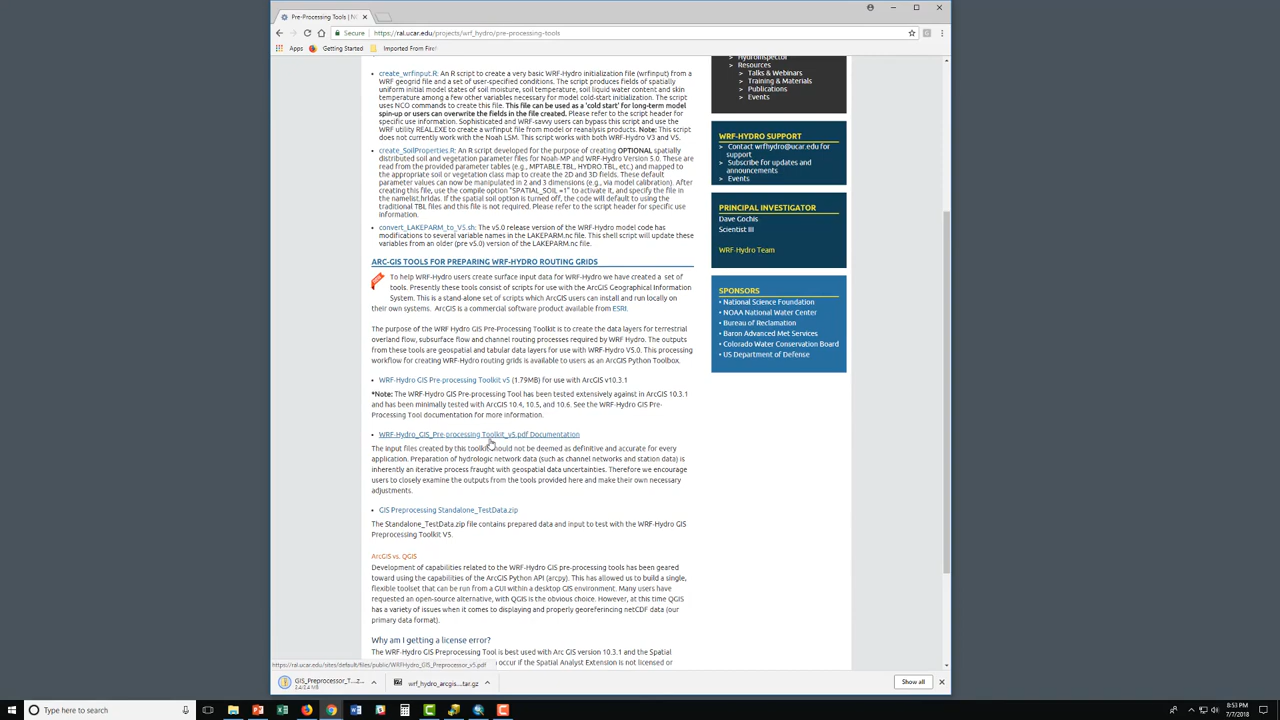 Pre-Processing Tools | NC
Secure
https://ral.ucar.edu/projects/wrf_hydro/pre-processing-tools
Apps
Getting Started
Imported From Firef
create_wrfinput.R: An R script to create a very basic WRF-Hydro initialization file (wrfinput) from a
WRF geogrid file and a set of user-specified conditions. The script produces fields of spatially
uniform initial model states of soil moisture, soil temperature, soil liquid water content and skin
temperature among a few other variables necessary for model cold-start initialization. The script
uses NCO commands to create this file. This file can be used as a 'cold start' for long-term model
spin-up or users can overwrite the fields in the file created. Please refer to the script header for
specific use information. Sophisticated and WRF-savvy users can bypass this script and use the
WRF utility REAL.EXE to create a wrfinput file from model or reanalysis products. Note: This script
does not currently work with the Noah LSM. This script works with both WRF-Hydro V3 and V5.
create_SoilProperties.R: An R script developed for the purpose of creating OPTIONAL spatially
distributed soil and vegetation parameter files for Noah-MP and WRF-Hydro Version 5.0. These are
read from the provided parameter tables (e.g., MPTABLE.TBL, HYDRO.TBL, etc.) and mapped to
the appropriate soil or vegetation class map to create the 2D and 3D fields. These default
parameter values can now be manipulated in 2 and 3 dimensions (e.g., via model calibration). After
creating this file, use the compile option "SPATIAL_SOIL =1" to activate it, and specify the file in
the namelist.hrldas. If the spatial soil option is turned off, the code will default to using the
traditional TBL files and this file is not required. Please refer to the script header for specific use
information.
convert_LAKEPARM_to_V5.sh: The v5.0 release version of the WRF-Hydro model code has
modifications to several variable names in the LAKEPARM.nc file. This shell script will update these
variables from an older (pre v5.0) version of the LAKEPARM.nc file.
ARC-GIS TOOLS FOR PREPARING WRF-HYDRO ROUTING GRIDS
To help WRF-Hydro users create surface input data for WRF-Hydro we have created a set of
tools. Presently these tools consist of scripts for use with the ArcGIS Geographical Information
System. This is a stand-alone set of scripts which ArcGIS users can install and run locally on
their own systems. ArcGIS is a commercial software product available from ESRI.
The purpose of the WRF Hydro GIS Pre-Processing Toolkit is to create the data layers for terrestrial
overland flow, subsurface flow and channel routing processes required by WRF Hydro. The outputs
from these tools are geospatial and tabular data layers for use with WRF-Hydro V5.0. This processing
workflow for creating WRF-Hydro routing grids is available to users as an ArcGIS Python Toolbox.
WRF-Hydro GIS Pre-processing Toolkit v5 (1.79MB) for use with ArcGIS v10.3.1
*Note: The WRF-Hydro GIS Pre-processing Tool has been tested extensively in ArcGIS 10.3.1
and has been minimally tested with ArcGIS 10.4, 10.5, and 10.6. See the WRF-Hydro GIS Pre-
Processing Tool documentation for more information.
WRF-Hydro_GIS_Pre-processing Toolkit_v5.pdf Documentation
The input files created by this toolkit should not be deemed as definitive and accurate for every
application. Preparation of hydrologic network data (such as channel networks and station data) is
inherently an iterative process fraught with geospatial data uncertainties. Therefore we encourage
users to closely examine the outputs from the tools provided here and make their own necessary
adjustments.
GIS Preprocessing Standalone_TestData.zip
The Standalone_TestData.zip file contains prepared data and input to test with the WRF-Hydro GIS
Preprocessing Toolkit V5.
ArcGIS vs. QGIS
Development of capabilities related to the WRF-Hydro GIS pre-processing tools has been geared
toward using the capabilities of the ArcGIS Python API (arcpy). This has allowed us to build a single,
flexible toolset that can be run from a GUI within a desktop GIS environment. Many users have
requested an open-source alternative, with QGIS is the obvious choice. However, at this time QGIS
has a variety of issues when it comes to displaying and properly georeferencing netCDF data (our
primary data format).
Why am I getting a license error?
The WRF-Hydro GIS Preprocessing Tool is best used with Arc GIS version 10.3.1 and the Spatial
occur if the Spatial Analyst Extension is not licensed or
HydroInspector
Resources
> Talks & Webinars
> Training & Materials
> Publications
> Events
WRF-HYDRO SUPPORT
> Contact wrfhydro@ucar.edu for
support
> Subscribe for updates and
announcements
> Events
PRINCIPAL INVESTIGATOR
Dave Gochis
Scientist III
WRF-Hydro Team
SPONSORS
• National Science Foundation
• NOAA National Water Center
• Bureau of Reclamation
• Baron Advanced Met Services
• Colorado Water Conservation Board
• US Department of Defense
https://ral.ucar.edu/sites/default/files/public/WRFHydro_GIS_Preprocessor_v5.pdf
GIS_Preprocessor_T....z...
2.4/2.4 MB
wrf_hydro_arcgis....tar.gz
Show all
Type here to search
8:53 PM
7/7/2018